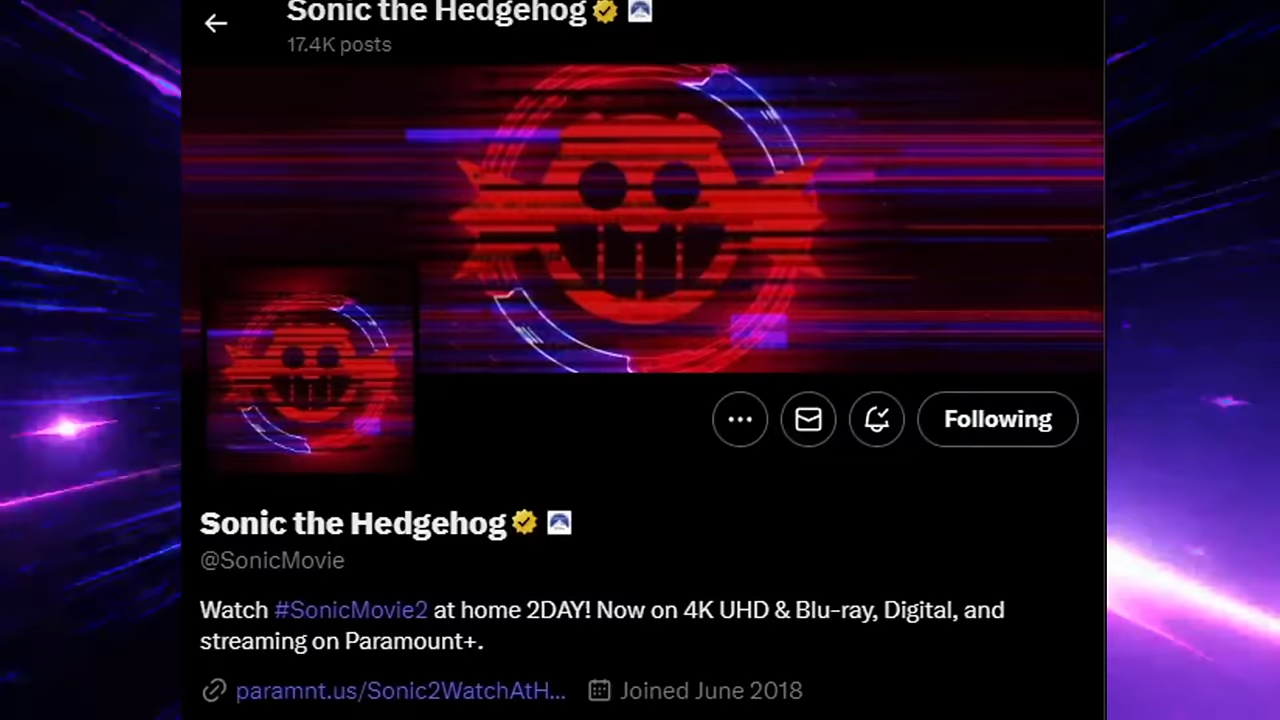 Sonic the Hedgehog
17.4K posts
Following
Sonic the Hedgehog
@SonicMovie
Watch #SonicMovie2 at home 2DAY! Now on 4K UHD & Blu-ray, Digital, and
streaming on Paramount+.
paramnt.us/Sonic2WatchAtH... Joined June 2018